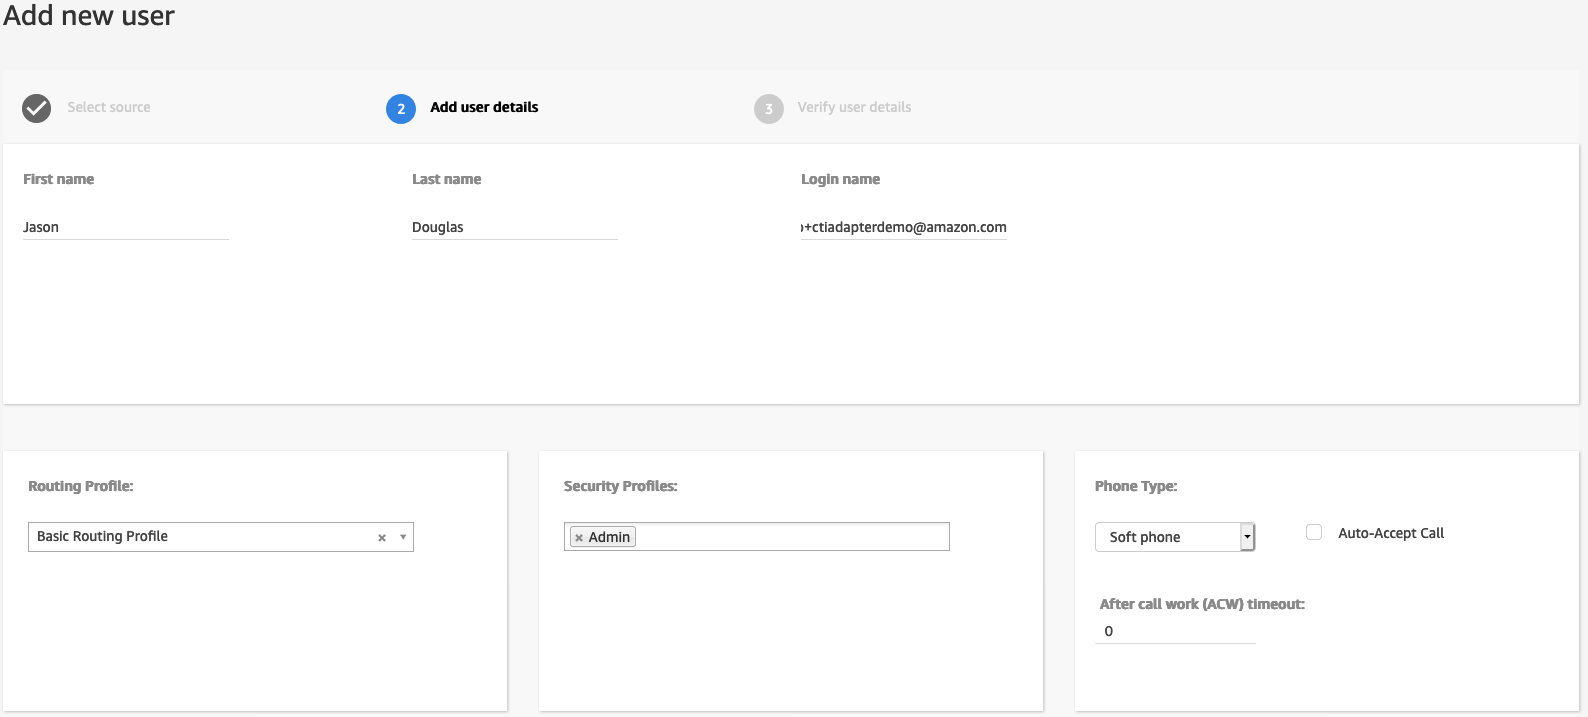 Add new user
Select source
2 Add user details
3 Verify user details
First name
Last name
Login name
Jason
Douglas
+ctiadapterdemo@amazon.com
Routing Profile:
Basic Routing Profile
Security Profiles:
Admin
Phone Type:
Soft phone
Auto-Accept Call
After call work (ACW) timeout:
0